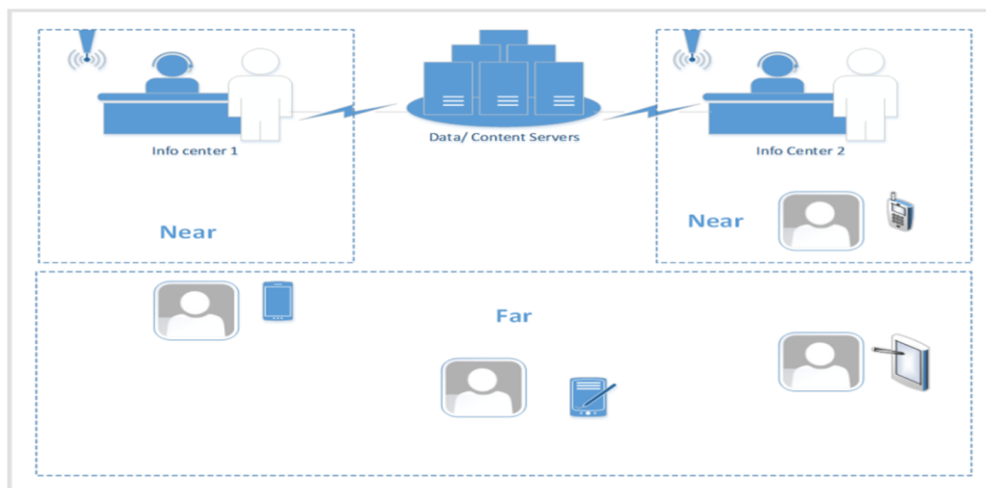 Data/ Content Servers
Info center 1
Info Center 2
Near
Near
Far